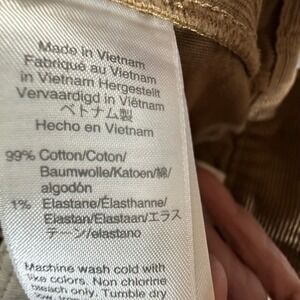 Made in Vietnam
Fabriqué au Vietnam
in Vietnam Hergestellt
Vervaardigd in Viëtnam
ベトナム製
Hecho en Vietnam
99% Cotton/Coton/
Baumwolle/Katoen/綿/
algodón
1% Elastane/Élasthanne/
Elastan/Elastaan/エラス
テーン/elastano
Machine wash cold with
like colors. Non chlorine
bleach only. Tumble dry